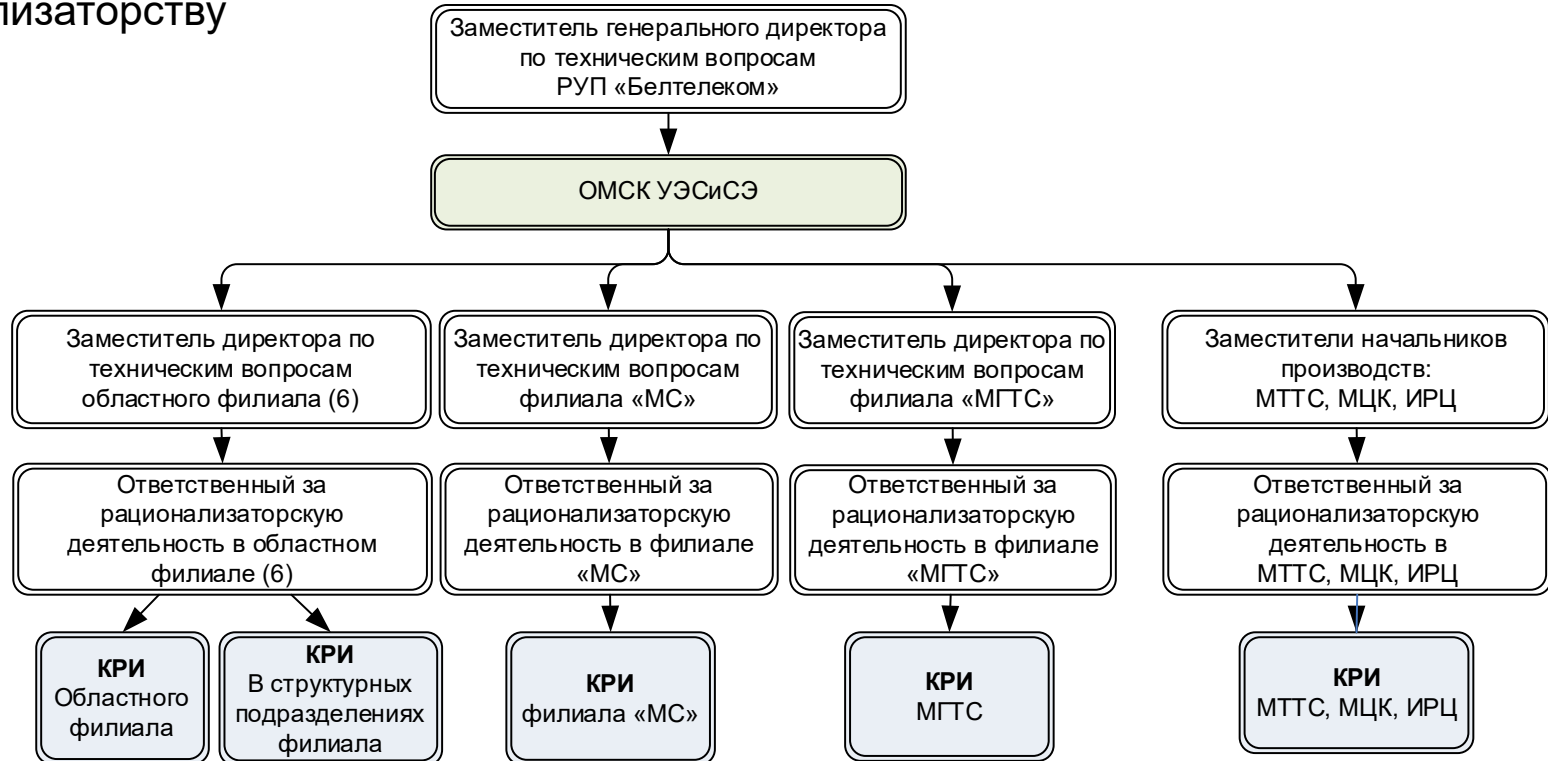 лизаторству
Заместитель генерального директора
по техническим вопросам
РУП «Белтелеком»
ОМСК УЭСиСЭ
Заместитель директора по
техническим вопросам
областного филиала (6)
Заместитель директора по
техническим вопросам
филиала «МС»
Заместитель директора по
техническим вопросам
филиала «МГТС»
Заместители начальников
производств:
МТТС, МЦК, ИРЦ
Ответственный за
рационализаторскую
деятельность в областном
филиале (6)
Ответственный за
рационализаторскую
деятельность в филиале
«МС»
Ответственный за
рационализаторскую
деятельность в филиале
«МГТС»
Ответственный за
рационализаторскую
деятельность в
МТТС, МЦК, ИРЦ
КРИ
Областного
филиала
КРИ
В структурных
подразделениях
филиала
КРИ
филиала «МС»
КРИ
МГТС
КРИ
МТТС, МЦК, ИРЦ